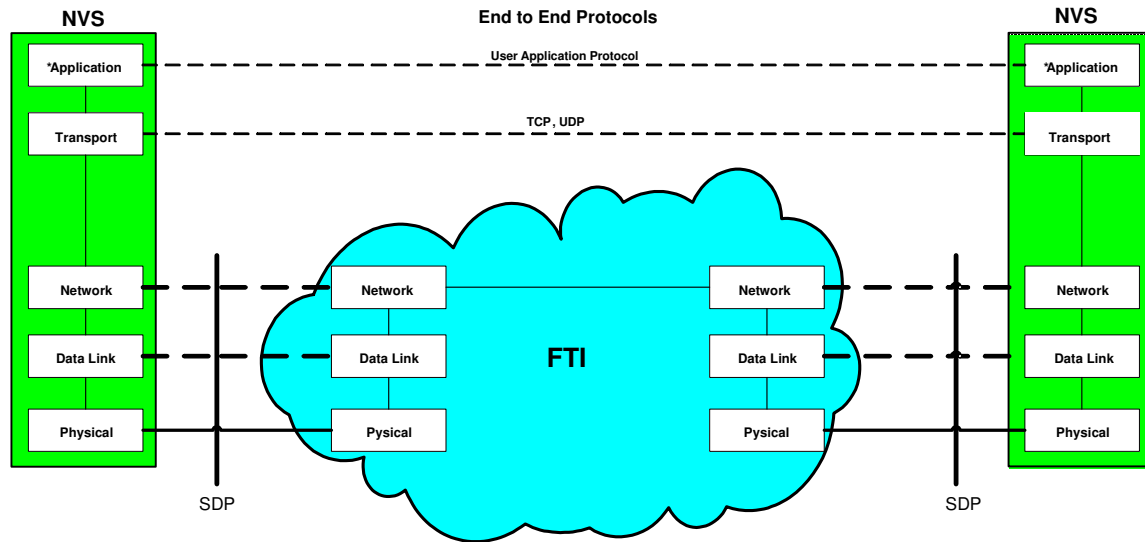 NVS
End to End Protocols
NVS
*Application
User Application Protocol
*Application
Transport
TCP, UDP
Transport
Network
Network
Network
Network
Data Link
Data Link
FTI
Data Link
Data Link
Physical
Pysical
Pysical
Physical
SDP
SDP